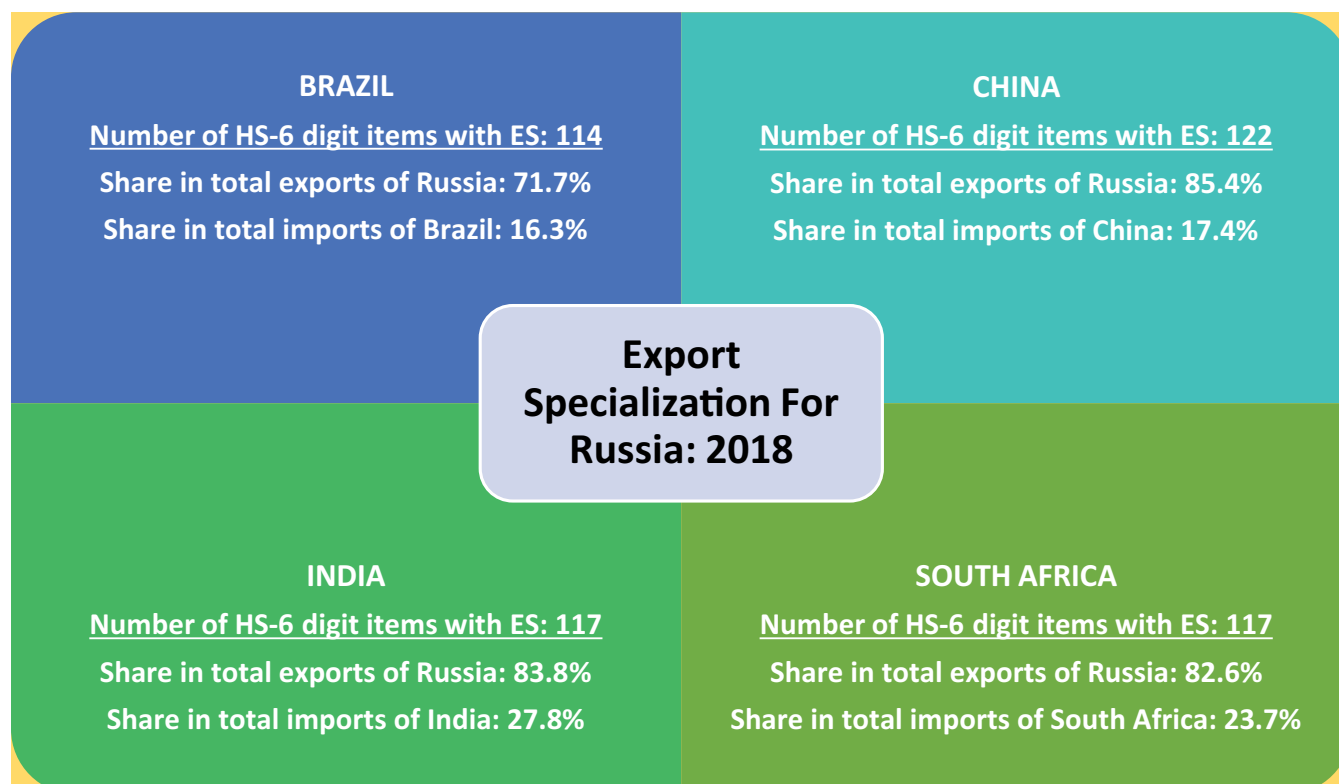 BRAZIL
Number of HS-6 digit items with ES: 114
Share in total exports of Russia: 71.7%
Share in total imports of Brazil: 16.3%
CHINA
Number of HS-6 digit items with ES: 122
Share in total exports of Russia: 85.4%
Share in total imports of China: 17.4%
Export
Specialization For
Russia: 2018
INDIA
Number of HS-6 digit items with ES: 117
Share in total exports of Russia: 83.8%
Share in total imports of India: 27.8%
SOUTH AFRICA
Number of HS-6 digit items with ES: 117
Share in total exports of Russia: 82.6%
Share in total imports of South Africa: 23.7%